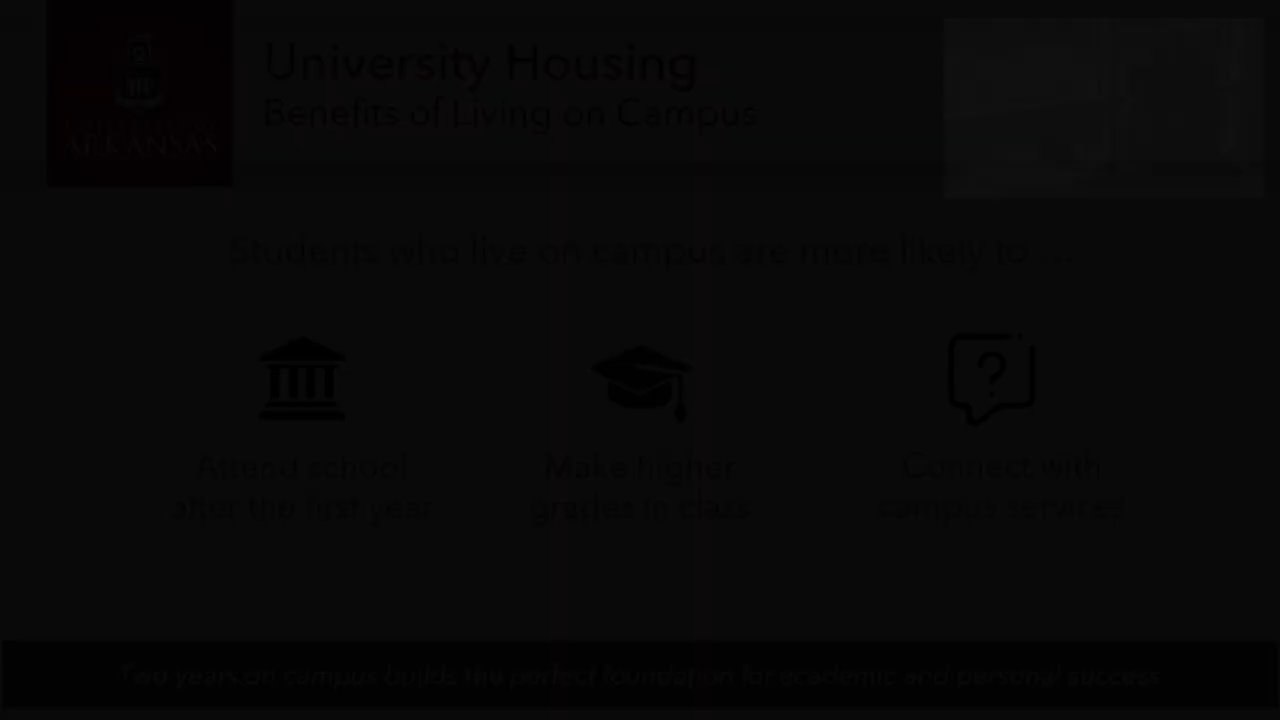 UNIVERSITY OF
ARKANSAS
University Housing
Benefits of Living on Campus
Students who live on campus are more likely to ...
Attend school
after the first year
Make higher
grades in class
Connect with
campus services
Two years on campus builds the perfect foundation for academic and personal success